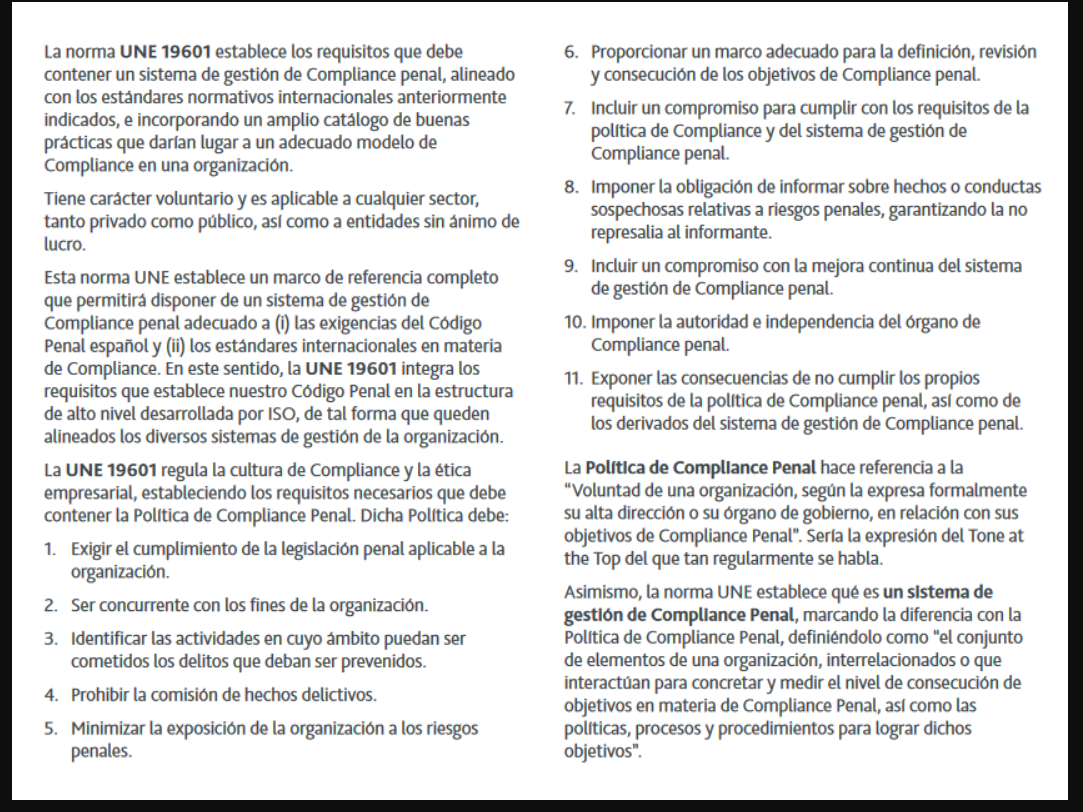 La norma UNE 19601 establece los requisitos que debe
contener un sistema de gestión de Compliance penal, alineado
con los estándares normativos internacionales anteriormente
indicados, e incorporando un amplio catálogo de buenas
prácticas que darían lugar a un adecuado modelo de
Compliance en una organización.
Tiene carácter voluntario y es aplicable a cualquier sector,
tanto privado como público, así como a entidades sin ánimo de
lucro.
Esta norma UNE establece un marco de referencia completo
que permitirá disponer de un sistema de gestión de
Compliance penal adecuado a (i) las exigencias del Código
Penal español y (ii) los estándares internacionales en materia
de Compliance. En este sentido, la UNE 19601 integra los
requisitos que establece nuestro Código Penal en la estructura
de alto nivel desarrollada por ISO, de tal forma que queden
alineados los diversos sistemas de gestión de la organización.
La UNE 19601 regula la cultura de Compliance y la ética
empresarial, estableciendo los requisitos necesarios que debe
contener la Política de Compliance Penal. Dicha Política debe:
1. Exigir el cumplimiento de la legislación penal aplicable a la
organización.
2. Ser concurrente con los fines de la organización.
3. Identificar las actividades en cuyo ámbito puedan ser
cometidos los delitos que deban ser prevenidos.
4. Prohibir la comisión de hechos delictivos.
5. Minimizar la exposición de la organización a los riesgos
penales.
6. Proporcionar un marco adecuado para la definición, revisión
y consecución de los objetivos de Compliance penal.
7. Incluir un compromiso para cumplir con los requisitos de la
política de Compliance y del sistema de gestión de
Compliance penal.
8. Imponer la obligación de informar sobre hechos o conductas
sospechosas relativas a riesgos penales, garantizando la no
represalia al informante.
9. Incluir un compromiso con la mejora continua del sistema
de gestión de Compliance penal.
10. Imponer la autoridad e independencia del órgano de
Compliance penal.
11. Exponer las consecuencias de no cumplir los propios
requisitos de la política de Compliance penal, así como de
los derivados del sistema de gestión de Compliance penal.
La Política de Compliance Penal hace referencia a la
“Voluntad de una organización, según la expresa formalmente
su alta dirección o su órgano de gobierno, en relación con sus
objetivos de Compliance Penal”. Sería la expresión del Tone at
the Top del que tan regularmente se habla.
Asimismo, la norma UNE establece qué es un sistema de
gestión de Compliance Penal, marcando la diferencia con la
Política de Compliance Penal, definiéndolo como “el conjunto
de elementos de una organización, interrelacionados o que
interactúan para concretar y medir el nivel de consecución de
objetivos en materia de Compliance Penal, así como las
políticas, procesos y procedimientos para lograr dichos
objetivos”.